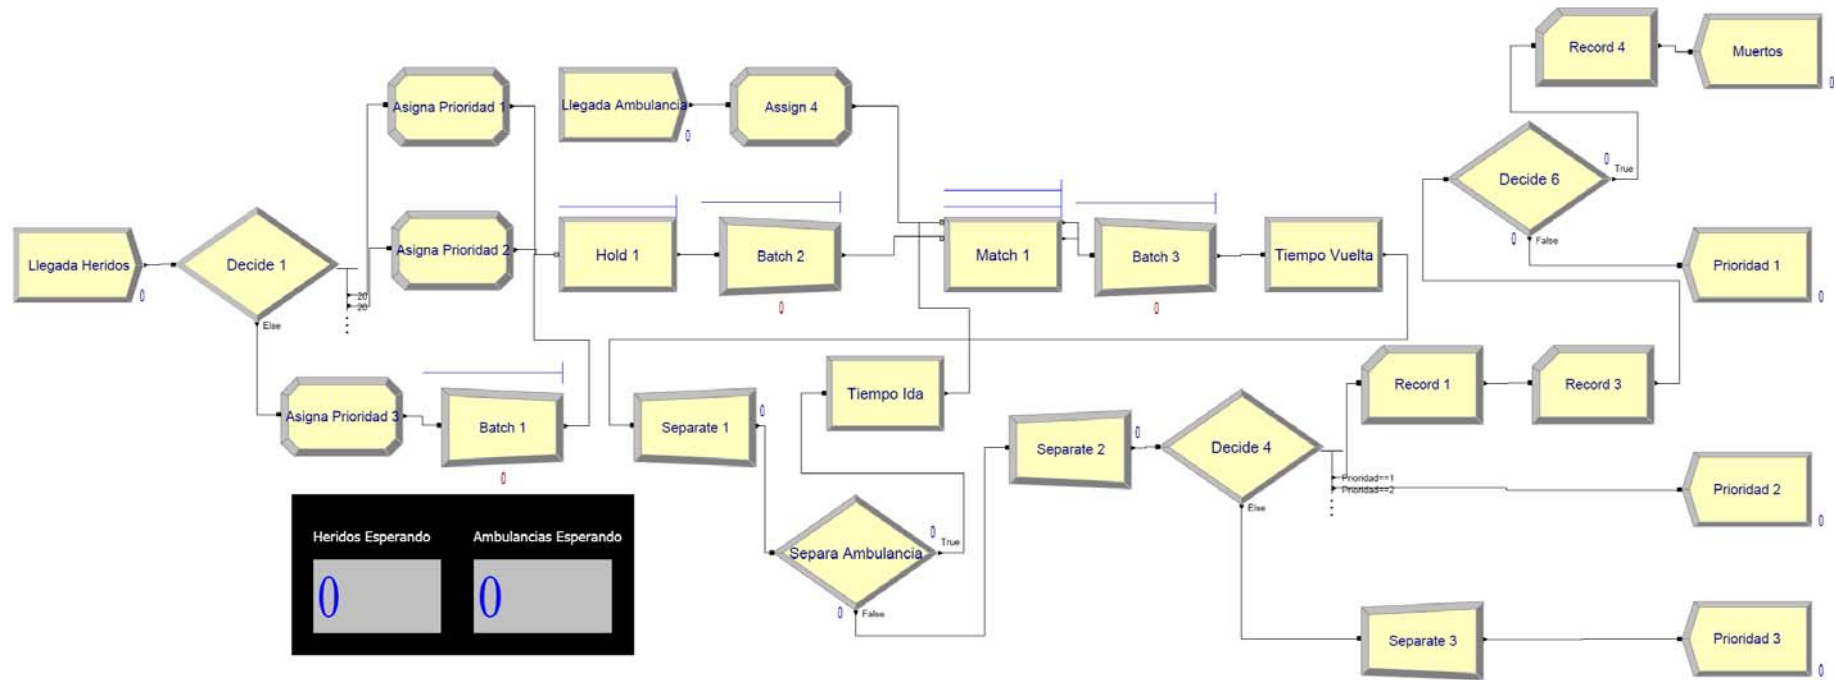 Record 4
Muertos
0
Asigna Prioridad 1
Llegada Ambulancia
0
Assign 4
Decide 6
0
True
0
False
Llegada Heridos
0
Decide 1
20
20
Else
Asigna Prioridad 2
Hold 1
Batch 2
0
Match 1
Batch 3
0
Tiempo Vuelta
Prioridad 1
0
Asigna Prioridad 3
Batch 1
0
Separate 1
0
Tiempo Ida
Separate 2
0
Decide 4
Prioridad==1
Prioridad==2
Else
Record 1
Record 3
Prioridad 2
0
Heridos Esperando
Ambulancias Esperando
0
0
Separa Ambulancia
0
True
0
False
Separate 3
Prioridad 3
0